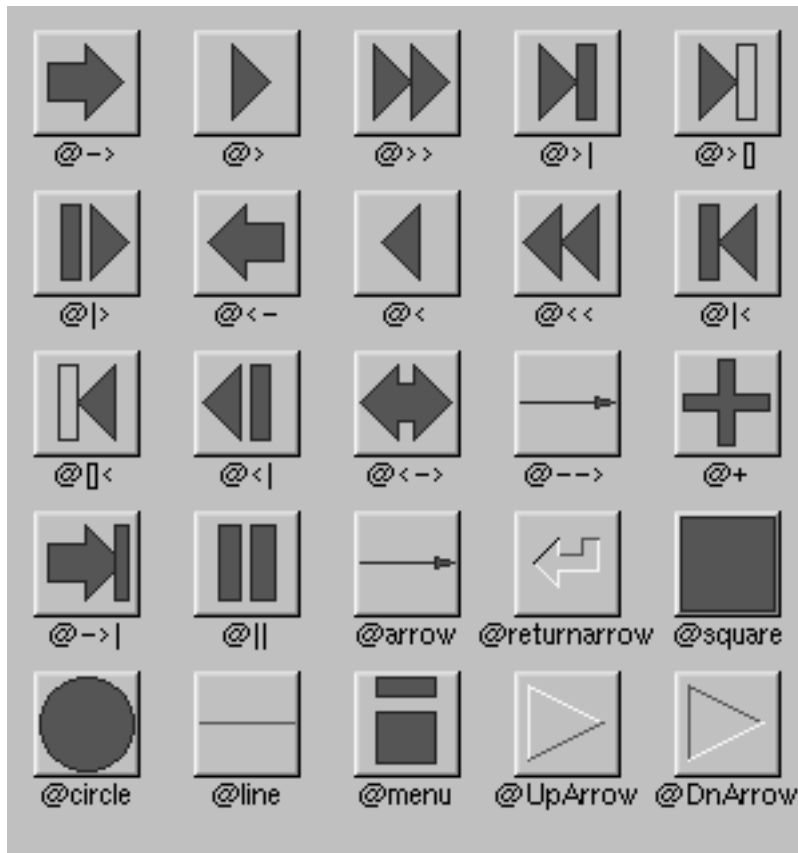 @-> @> @>> @>| @>[]
@|> @<- @< @<< @|<
@[]< @<| @<-> @--> @+
@->| @|| @arrow @returnarrow @square
@circle @line @menu @UpArrow @DnArrow